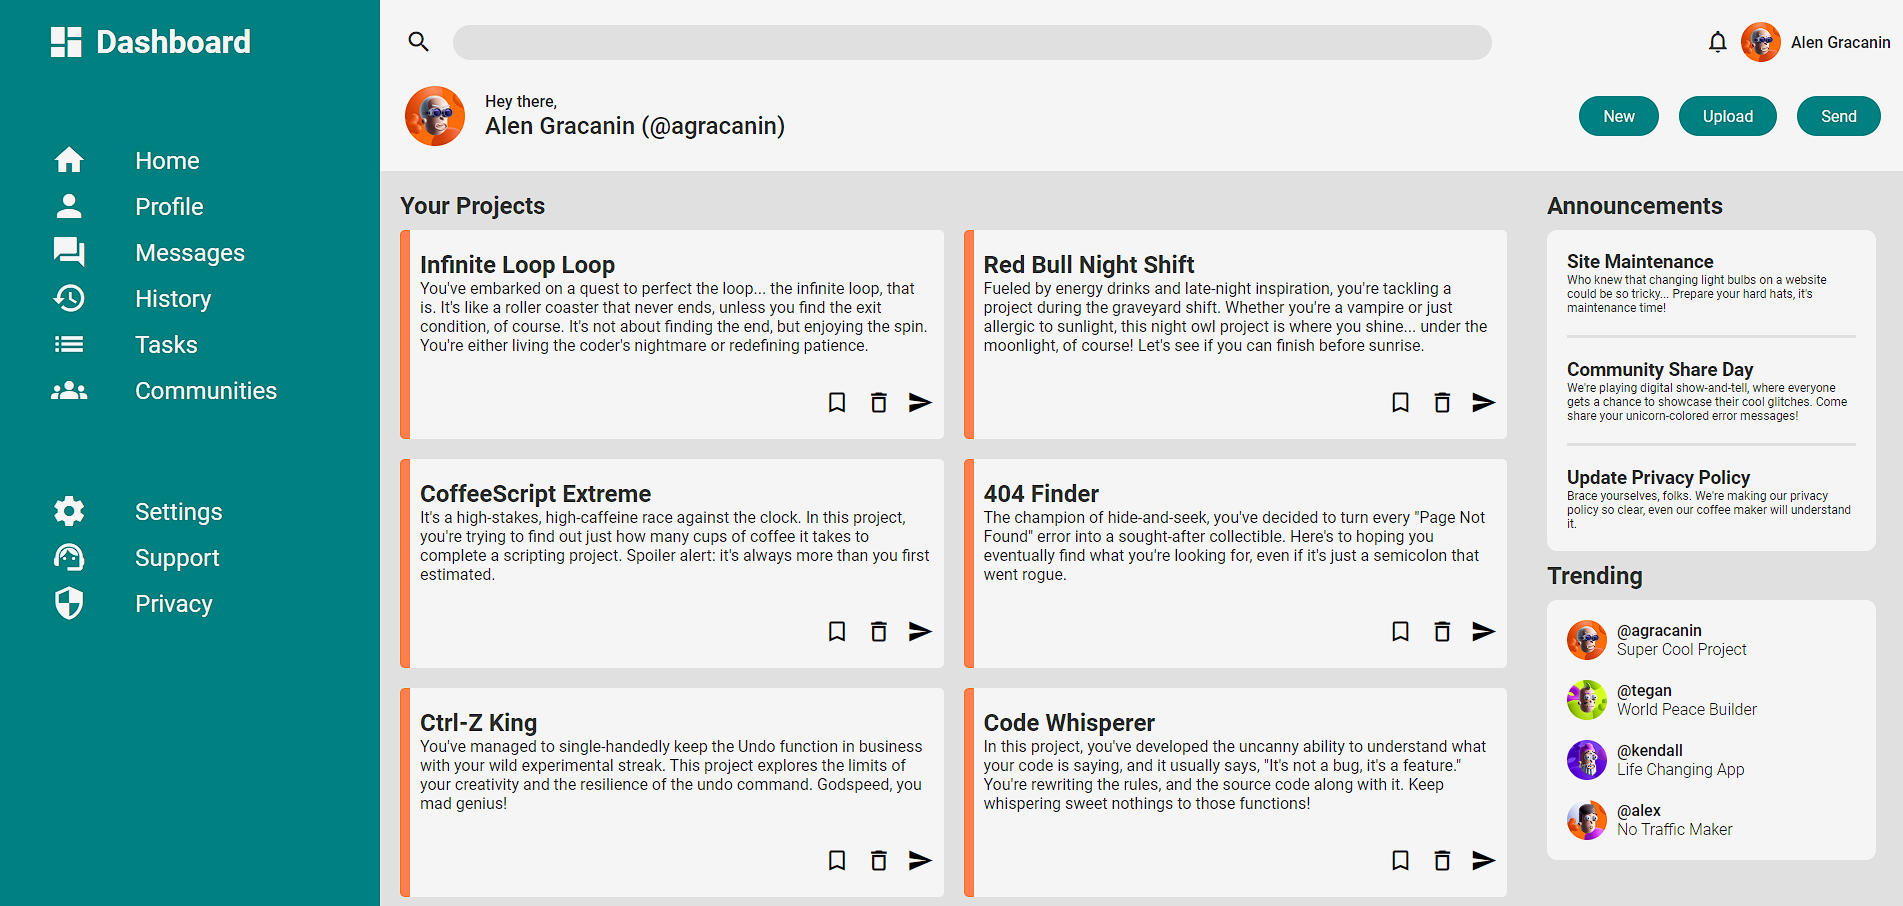 Dashboard
Home
Profile
Messages
History
Tasks
Communities
Settings
Support
Privacy
Alen Gracanin
Hey there,
Alen Gracanin (@agracanin)
New
Upload
Send
Your Projects
Infinite Loop Loop
You've embarked on a quest to perfect the loop... the infinite loop, that
is. It's like a roller coaster that never ends, unless you find the exit
condition, of course. It's not about finding the end, but enjoying the spin.
You're either living the coder's nightmare or redefining patience.
Red Bull Night Shift
Fueled by energy drinks and late-night inspiration, you're tackling a
project during the graveyard shift. Whether you're a vampire or just
allergic to sunlight, this night owl project is where you shine... under the
moonlight, of course! Let's see if you can finish before sunrise.
CoffeeScript Extreme
It's a high-stakes, high-caffeine race against the clock. In this project,
you're trying to find out just how many cups of coffee it takes to
complete a scripting project. Spoiler alert: it's always more than you first
estimated.
404 Finder
The champion of hide-and-seek, you've decided to turn every "Page Not
Found" error into a sought-after collectible. Here's to hoping you
eventually find what you're looking for, even if it's just a semicolon that
went rogue.
Ctrl-Z King
You've managed to single-handedly keep the Undo function in business
with your wild experimental streak. This project explores the limits of
your creativity and the resilience of the undo command. Godspeed, you
mad genius!
Code Whisperer
In this project, you've developed the uncanny ability to understand what
your code is saying, and it usually says, "It's not a bug, it's a feature."
You're rewriting the rules, and the source code along with it. Keep
whispering sweet nothings to those functions!
Announcements
Site Maintenance
Who knew that changing light bulbs on a website
could be so tricky... Prepare your hard hats, it's
maintenance time!
Community Share Day
We're playing digital show-and-tell, where everyone
gets a chance to showcase their cool glitches. Come
share your unicorn-colored error messages!
Update Privacy Policy
Brace yourselves, folks. We're making our privacy
policy so clear, even our coffee maker will understand
it.
Trending
@agracanin
Super Cool Project
@tegan
World Peace Builder
@kendall
Life Changing App
@alex
No Traffic Maker